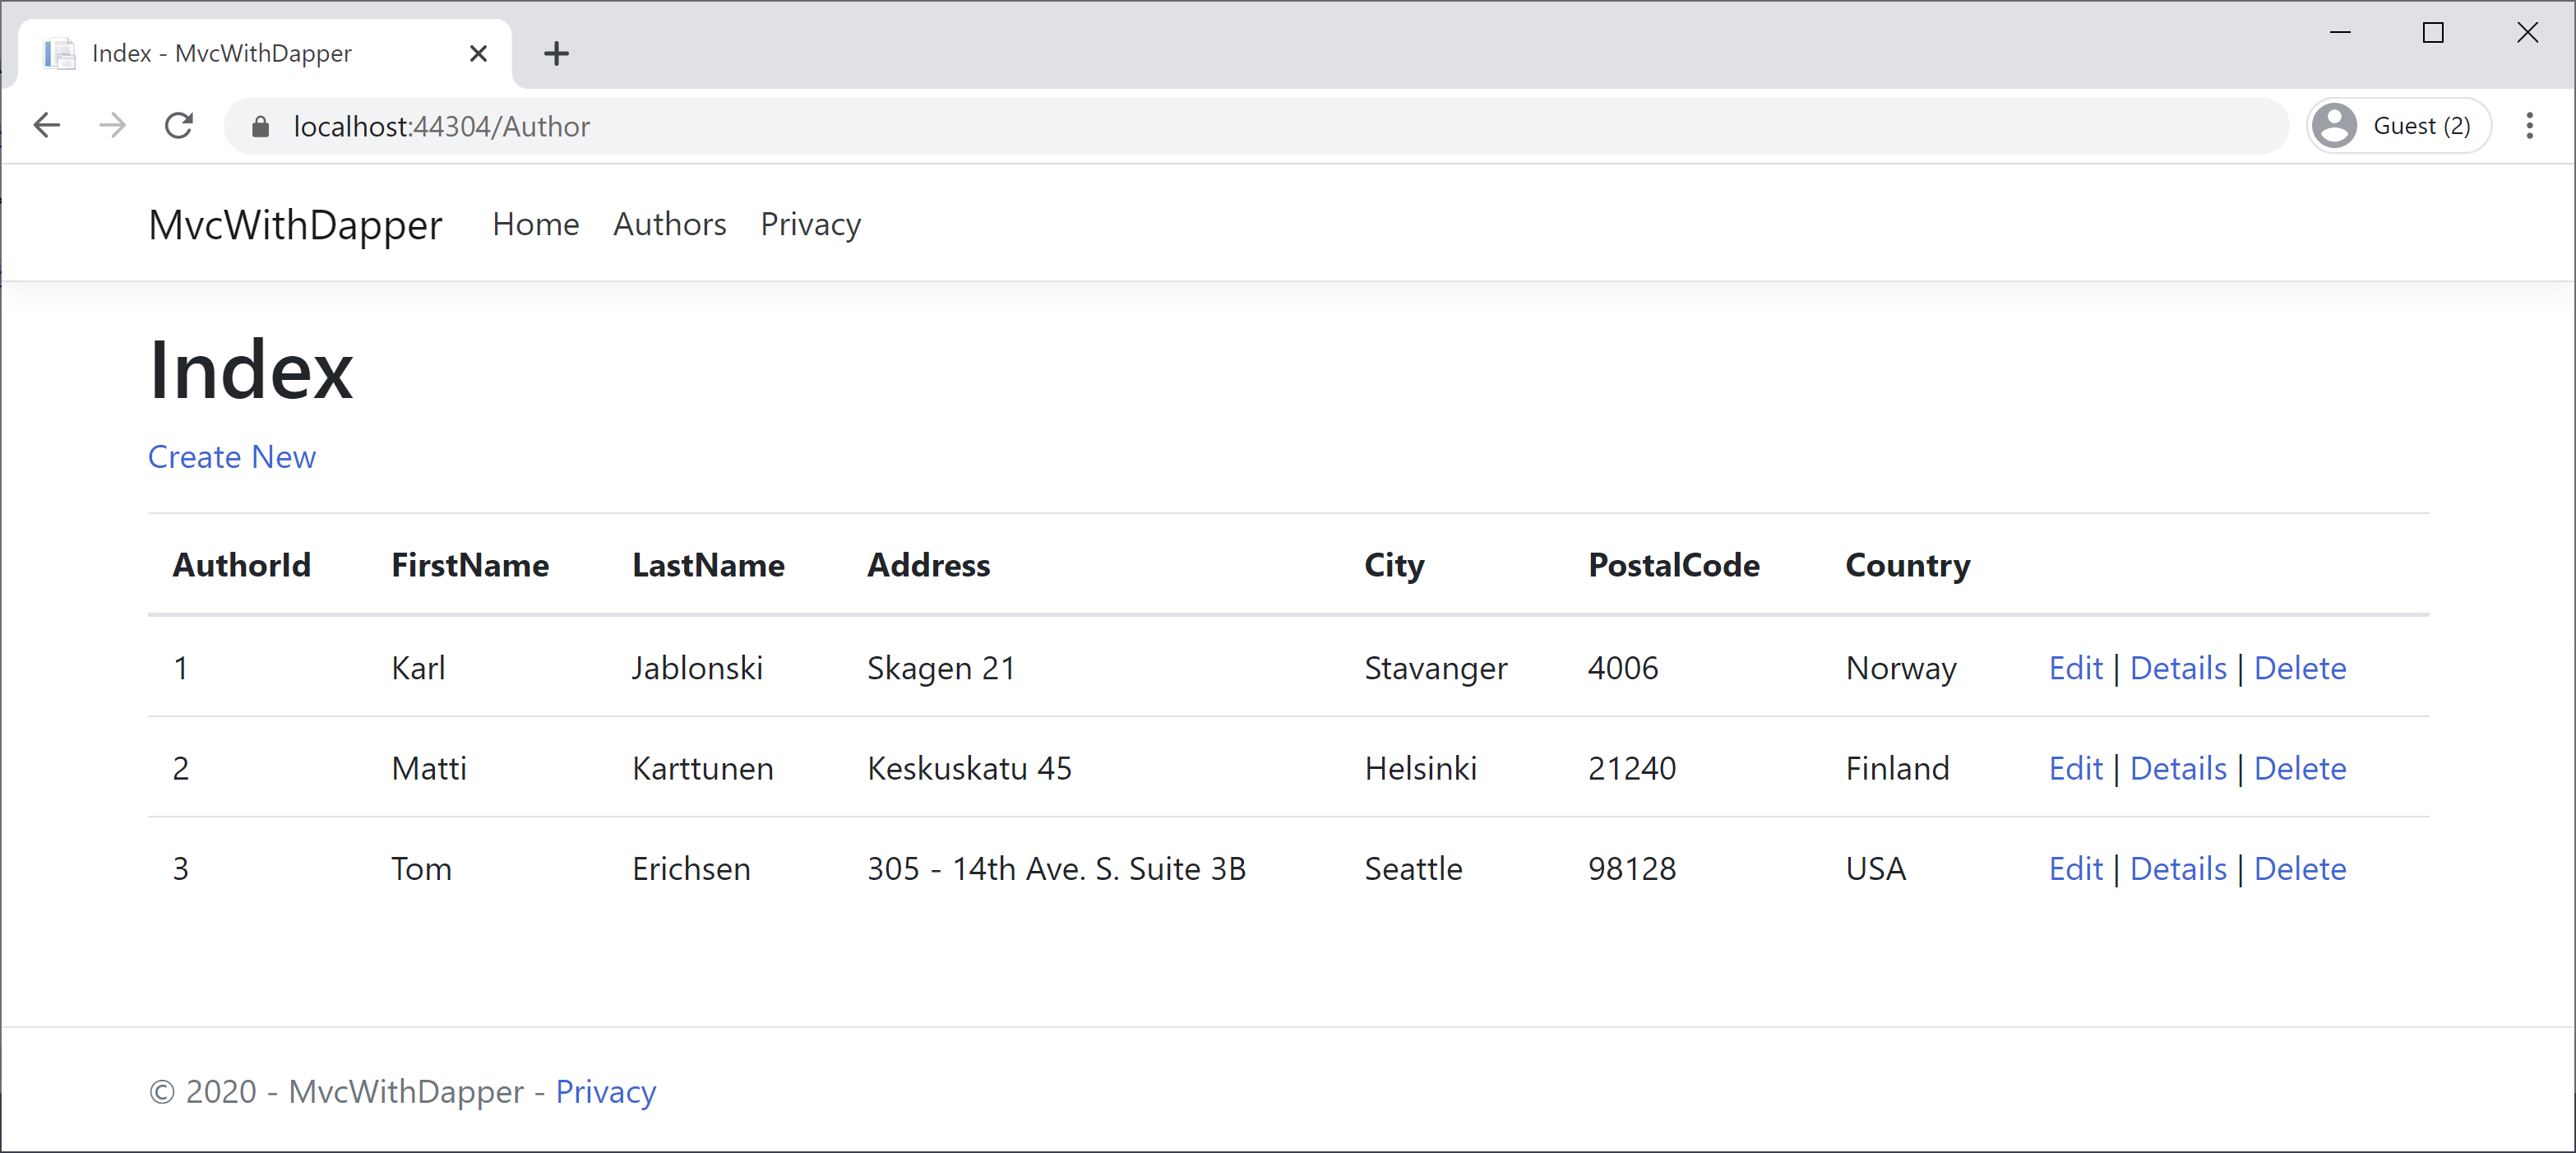 Index - MvcWithDapper
localhost:44304/Author
Guest (2)
MvcWithDapper Home Authors Privacy
Index
Create New
AuthorId FirstName LastName Address City PostalCode Country
1 Karl Jablonski Skagen 21 Stavanger 4006 Norway Edit | Details | Delete
2 Matti Karttunen Keskuskatu 45 Helsinki 21240 Finland Edit | Details | Delete
3 Tom Erichsen 305 - 14th Ave. S. Suite 3B Seattle 98128 USA Edit | Details | Delete
© 2020 - MvcWithDapper - Privacy